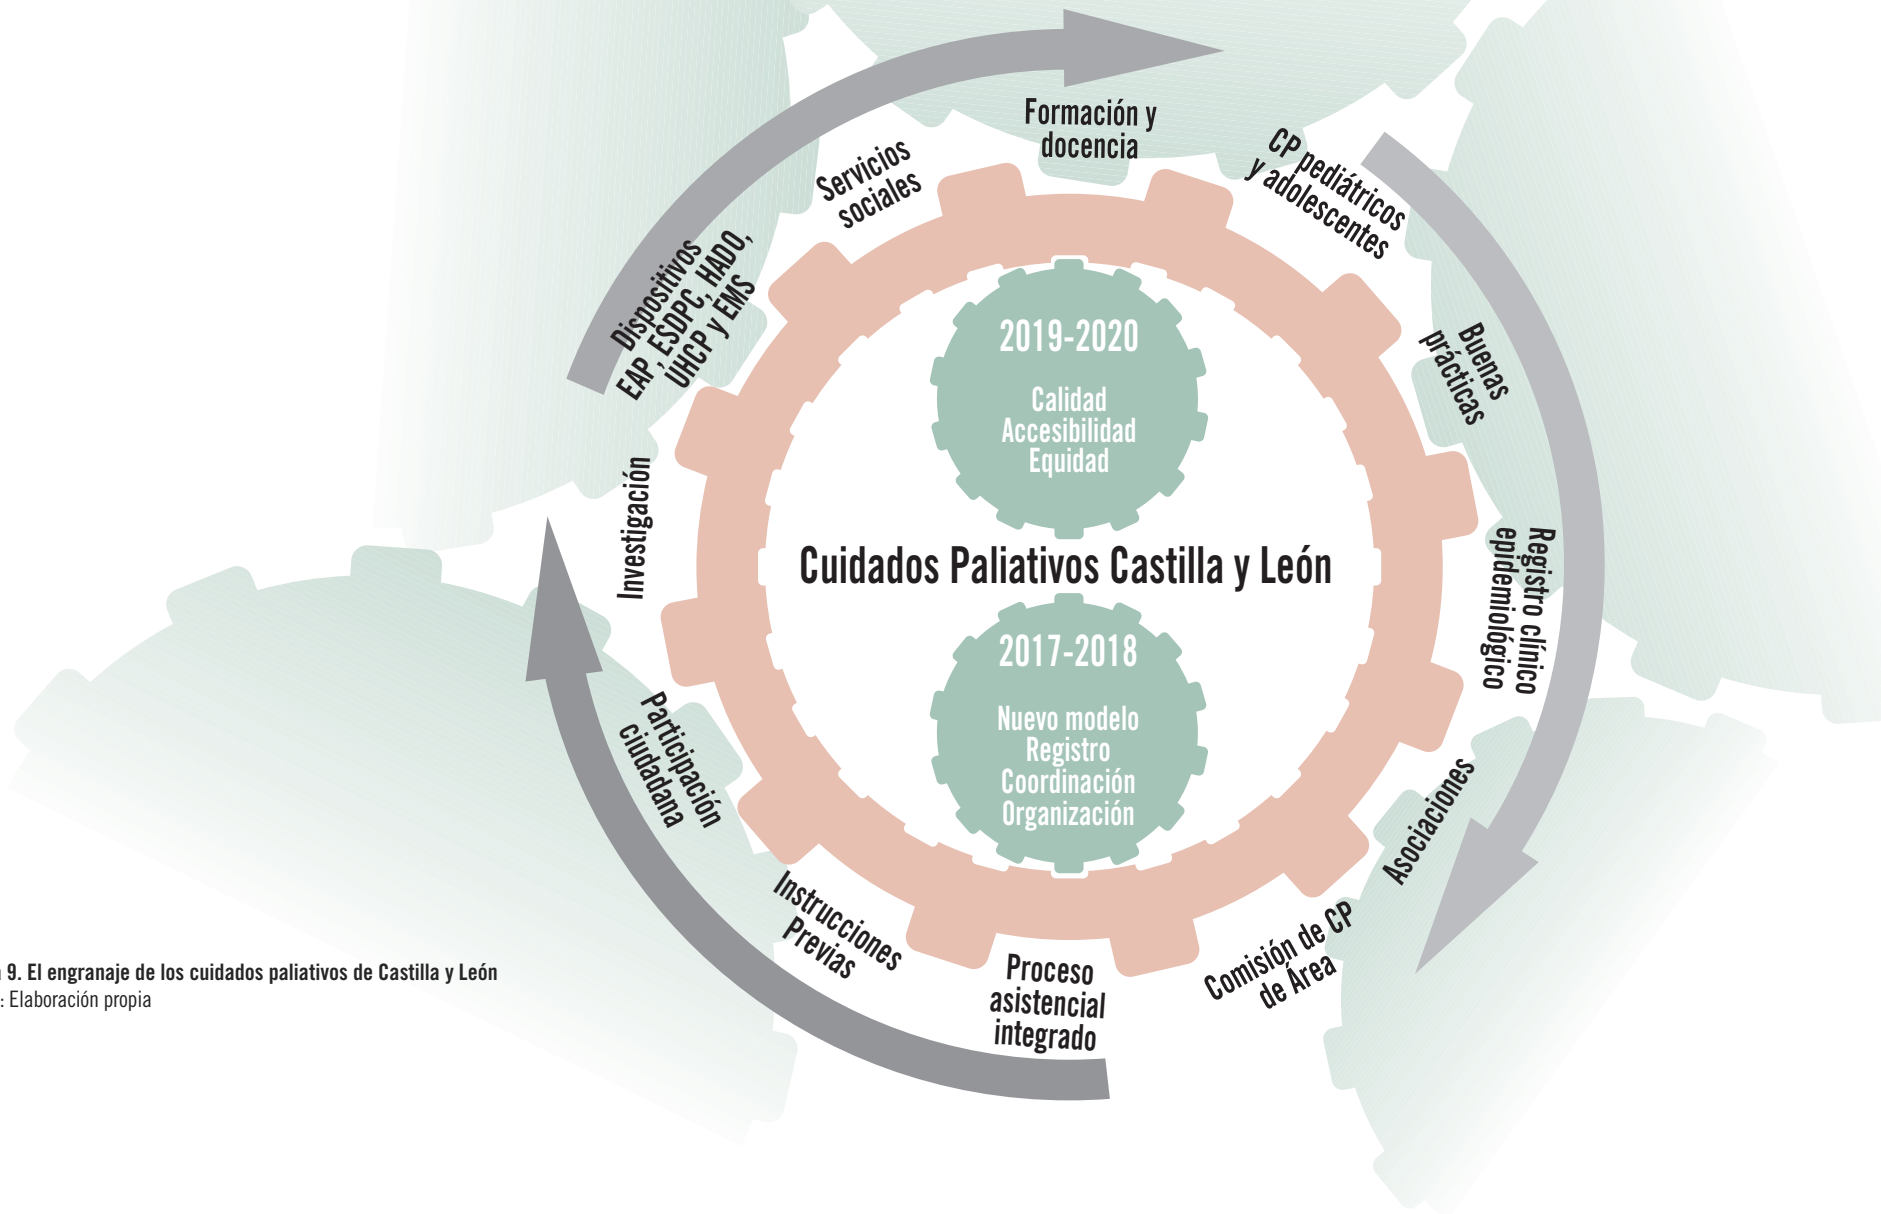 Formación y
docencia
CP pediátricos
y adolescentes
Buenas
prácticas
Registro clínico
epidemiológico
Asociaciones
Comisión de CP
de Área
Proceso
asistencial
integrado
Instrucciones
Previas
Participación
ciudadana
Investigación
Dispositivos
EAP, ESDPC, HADO,
UHCP y EMS
Servicios
sociales
2019-2020
Calidad
Accesibilidad
Equidad
Cuidados Paliativos Castilla y León
2017-2018
Nuevo modelo
Registro
Coordinación
Organización
9. El engranaje de los cuidados paliativos de Castilla y León
: Elaboración propia